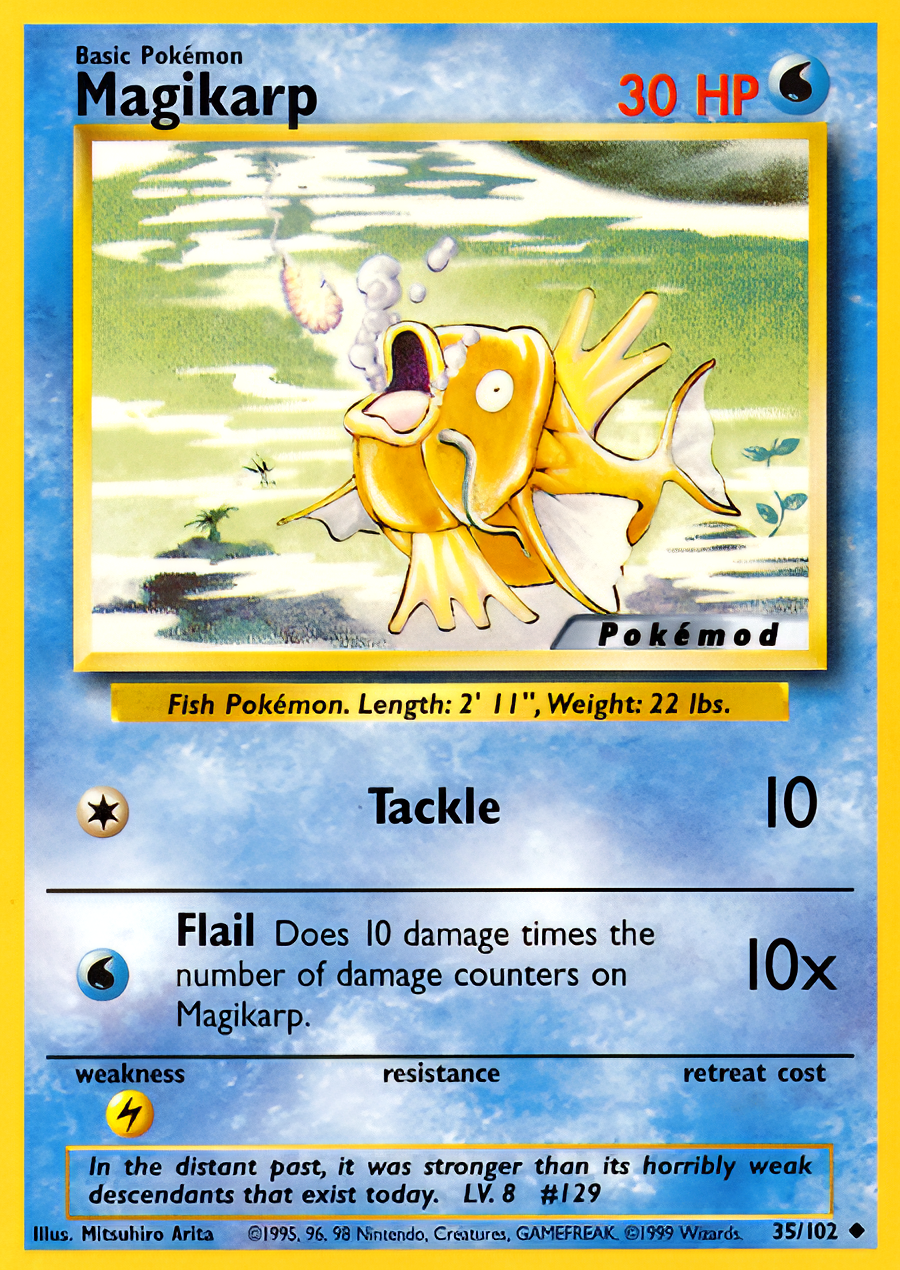 Basic Pokémon
Magikarp
30 HP
Pokémod
Fish Pokémon. Length: 2' 11", Weight: 22 lbs.
Tackle 10
Flail Does 10 damage times the
number of damage counters on
Magikarp.
10x
weakness resistance retreat cost
In the distant past, it was stronger than its horribly weak
descendants that exist today. LV. 8 #129
Illus. Mitsuhiro Arita ©1995, 96, 98 Nintendo, Creatures, GAMEFREAK. ©1999 Wizards. 35/102